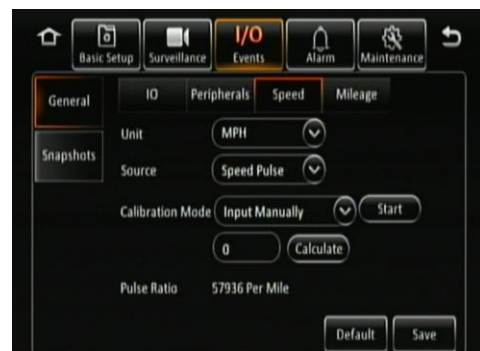 I/O
Basic Setup Surveillance Events Alarm Maintenance
General IO Peripherals Speed Mileage
Snapshots
Unit MPH
Source Speed Pulse
Calibration Mode Input Manually Start
0 Calculate
Pulse Ratio 57936 Per Mile
Default Save